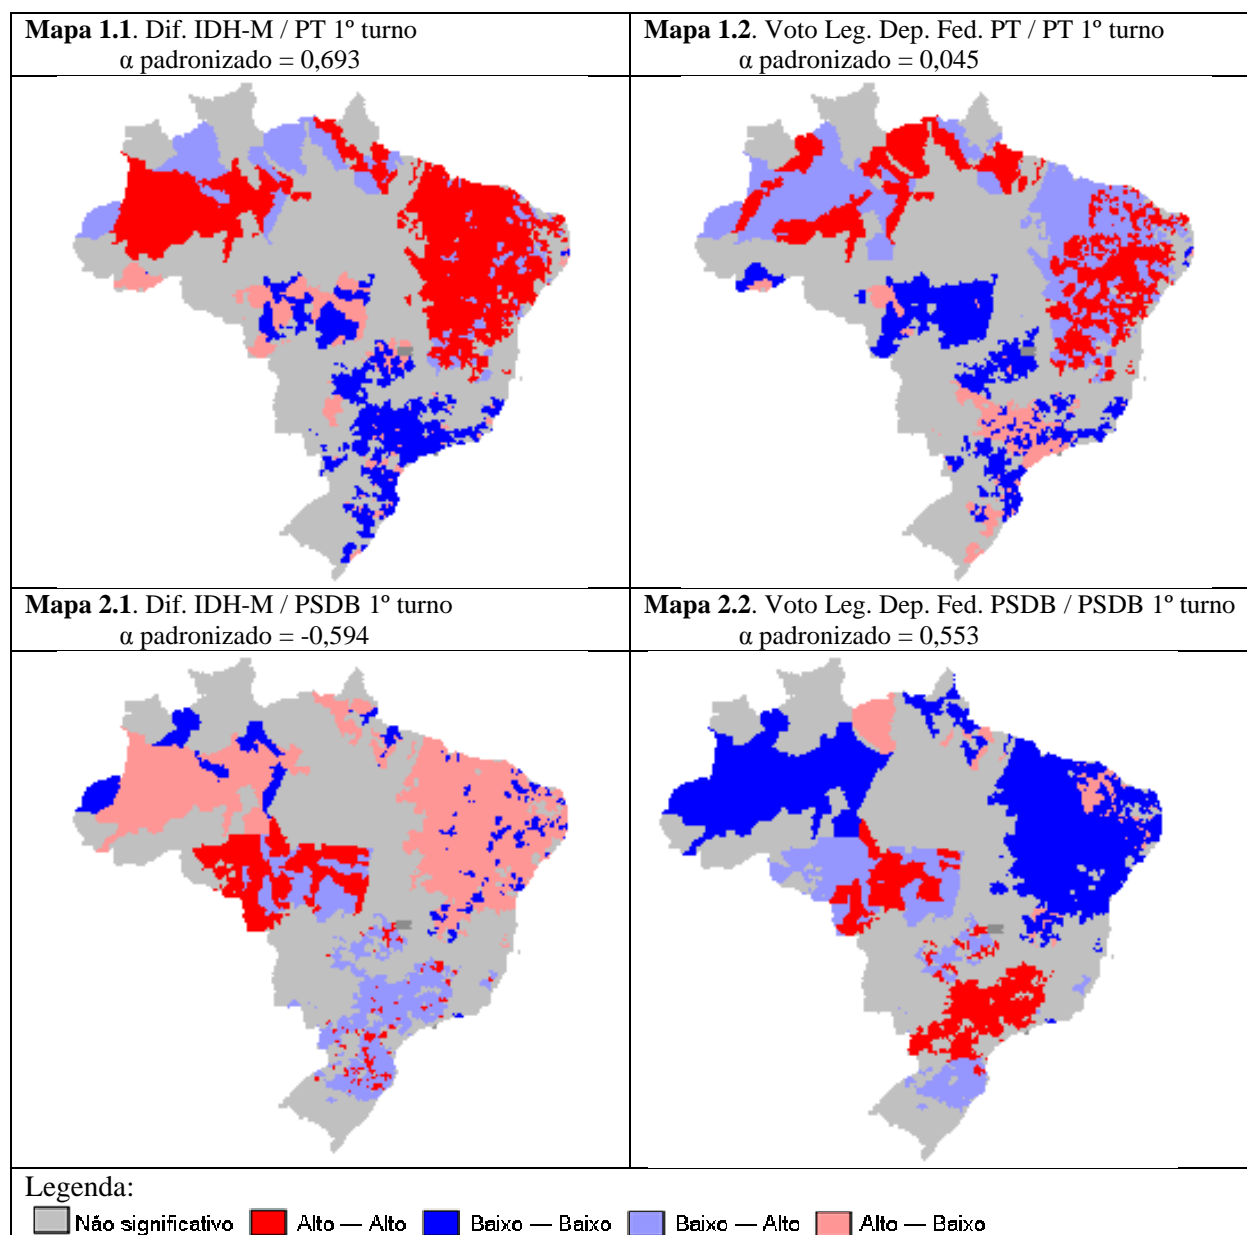 Mapa 1.1. Dif. IDH-M / PT 1º turno
α padronizado = 0,693
Mapa 1.2. Voto Leg. Dep. Fed. PT / PT 1º turno
α padronizado = 0,045
Mapa 2.1. Dif. IDH-M / PSDB 1º turno
α padronizado = -0,594
Mapa 2.2. Voto Leg. Dep. Fed. PSDB / PSDB 1º turno
α padronizado = 0,553
Legenda:
Não significativo Alto — Alto Baixo — Baixo Baixo — Alto Alto — Baixo